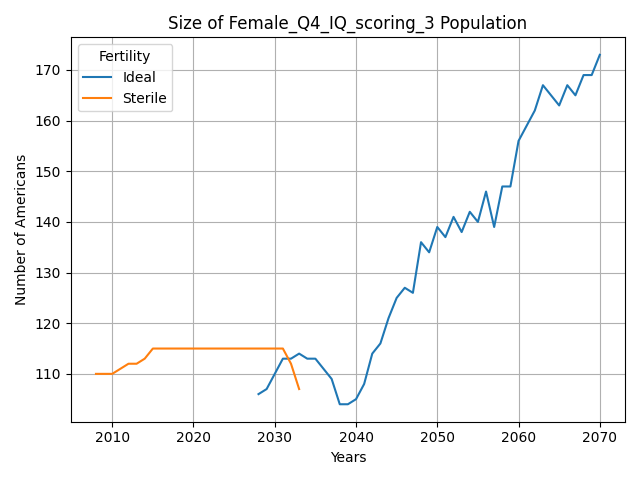 Size of Female_Q4_IQ_scoring_3 Population
Fertility
Ideal
Sterile
170
160
150
140
130
120
110
Number of Americans
2010 2020 2030 2040 2050 2060 2070
Years